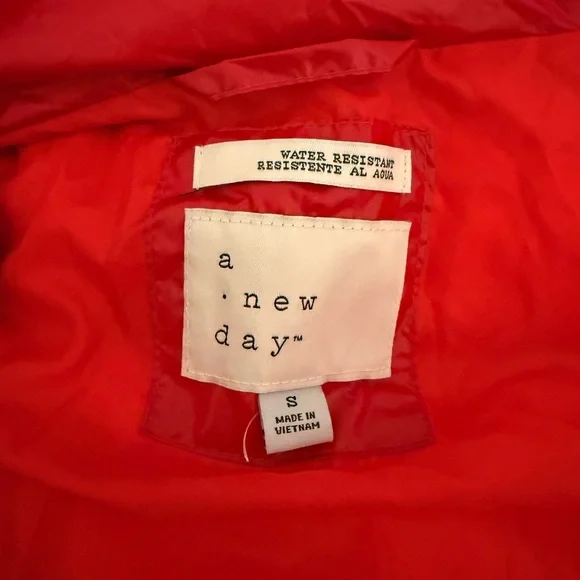 WATER RESISTANT
RESISTENTE AL AGUA
a
· new
day™
S
MADE IN
VIETNAM